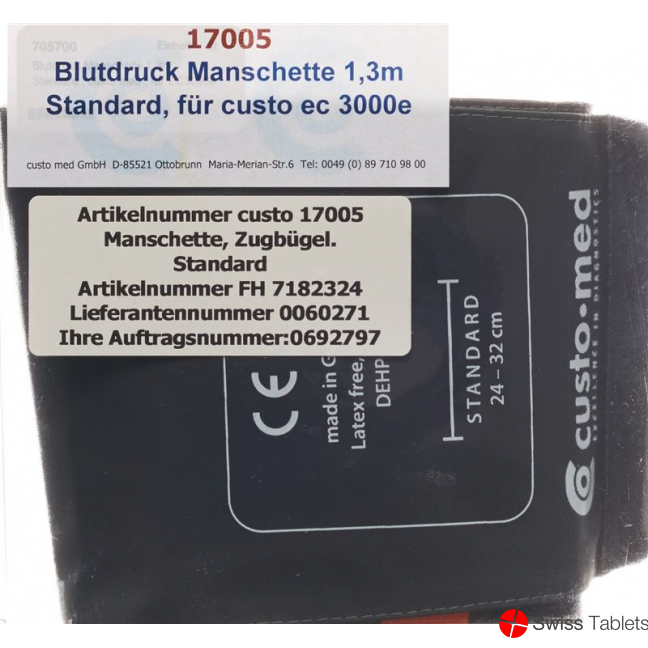 17005
Blutdruck Manschette 1,3m
Standard, für custo ec 3000e
custo med GmbH D-85521 Ottobrunn Maria-Merian-Str.6 Tel: 0049 (0) 89 710 98 00
705700
Artikelnummer custo 17005
Manschette, Zugbügel.
Standard
Artikelnummer FH 7182324
Lieferantennummer 0060271
Ihre Auftragsnummer:0692797
CE
made in G
Latex free,
DEHP
STANDARD
24 – 32 cm
custo·med
EXCELLENCE IN DIAGNOSTICS
Swiss Tablets